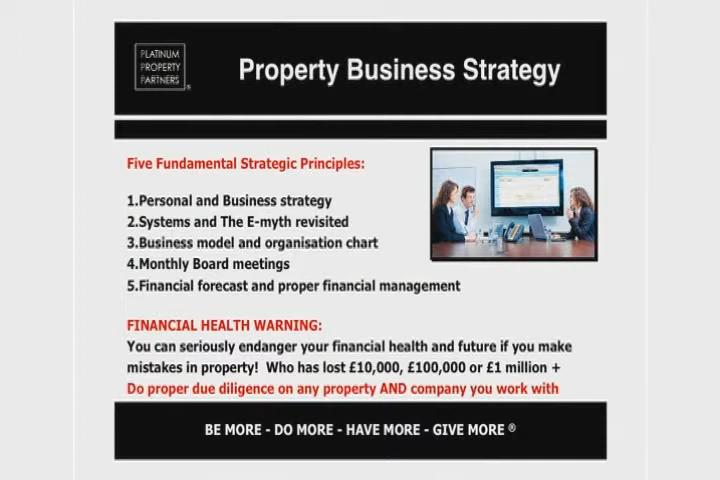 PLATINUM
PROPERTY
PARTNERS®
Property Business Strategy
Five Fundamental Strategic Principles:
1.Personal and Business strategy
2.Systems and The E-myth revisited
3.Business model and organisation chart
4.Monthly Board meetings
5.Financial forecast and proper financial management
FINANCIAL HEALTH WARNING:
You can seriously endanger your financial health and future if you make
mistakes in property! Who has lost £10,000, £100,000 or £1 million +
Do proper due diligence on any property AND company you work with
BE MORE - DO MORE - HAVE MORE - GIVE MORE ®